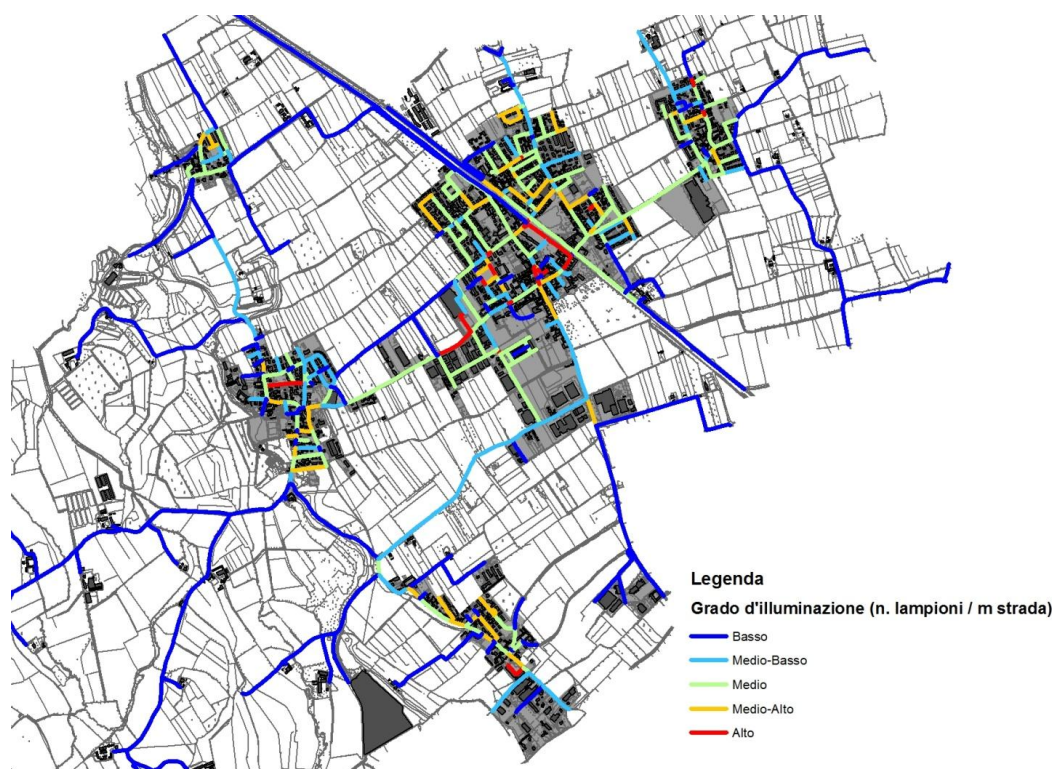 Legenda
Grado d'illuminazione (n. lampioni / m strada)
Basso
Medio-Basso
Medio
Medio-Alto
Alto